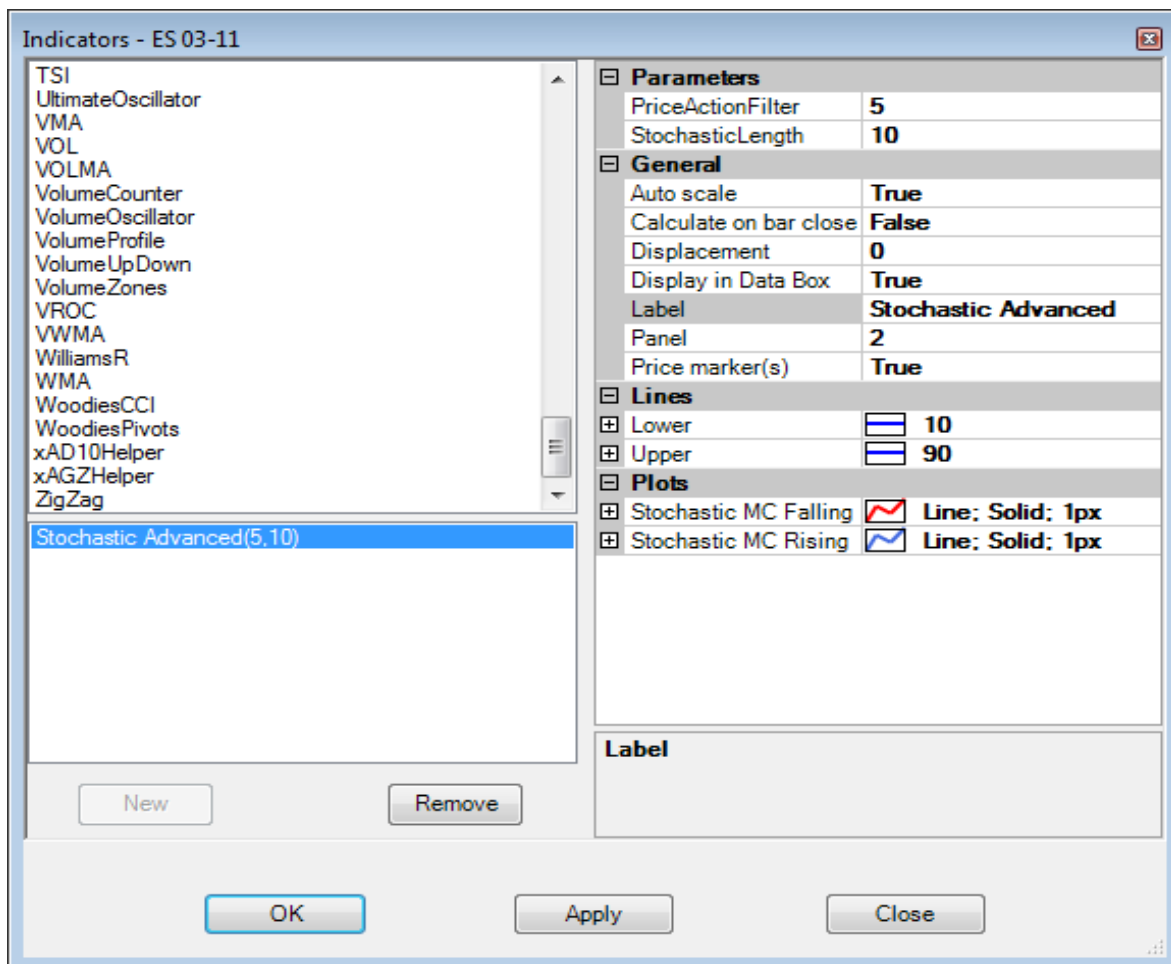 Indicators - ES 03-11
TSI
UltimateOscillator
VMA
VOL
VOLMA
VolumeCounter
VolumeOscillator
VolumeProfile
VolumeUpDown
VolumeZones
VROC
VWMA
WilliamsR
WMA
WoodiesCCI
WoodiesPivots
xAD10Helper
xAGZHelper
ZigZag
Stochastic Advanced(5,10)
New Remove
Parameters
PriceActionFilter 5
StochasticLength 10
General
Auto scale True
Calculate on bar close False
Displacement 0
Display in Data Box True
Label Stochastic Advanced
Panel 2
Price marker(s) True
Lines
Lower 10
Upper 90
Plots
Stochastic MC Falling Line; Solid; 1px
Stochastic MC Rising Line; Solid; 1px
Label
OK Apply Close